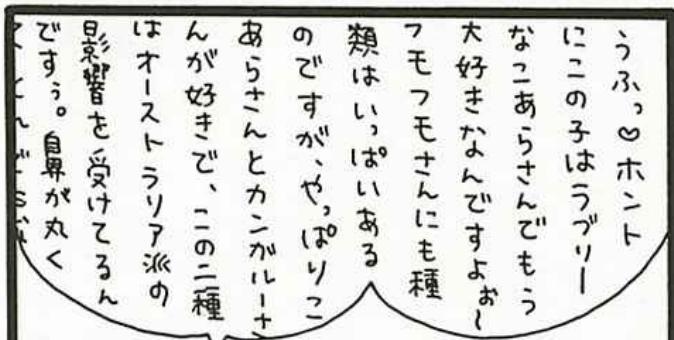 うふっ♡ホント
にこの子はラブリー
なこあらさんでもう
大好きなんですよぉ〜
フモフモさんにも種
類はいっぱいある
のですが、やっぱりこ
あらさんとカンガルーさ
んが好きで、この二種
はオーストラリア派の
影響を受けてるん
ですぅ。鼻が丸く